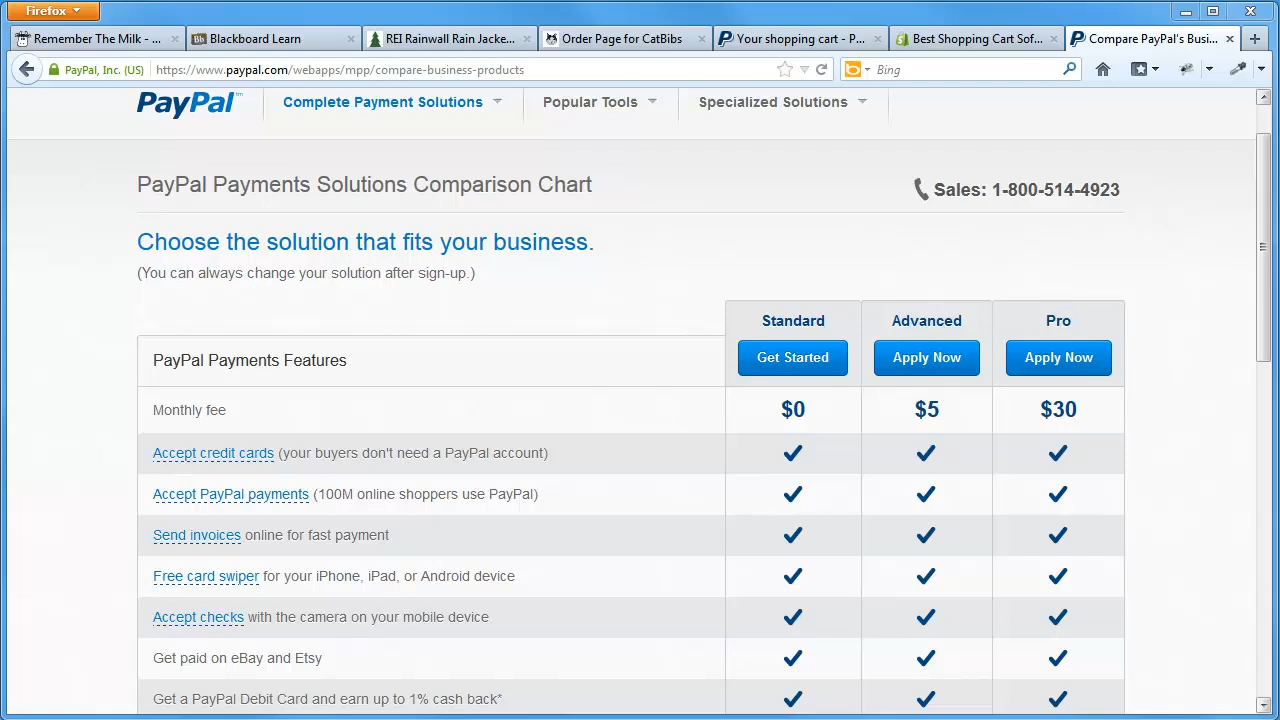 Firefox
Remember The Milk - ...
Blackboard Learn
REI Rainwall Rain Jacke...
Order Page for CatBibs
Your shopping cart - P...
Best Shopping Cart Sof...
Compare PayPal's Busi...
PayPal, Inc. (US)
https://www.paypal.com/webapps/mpp/compare-business-products
Bing
PayPal™
Complete Payment Solutions
Popular Tools
Specialized Solutions
PayPal Payments Solutions Comparison Chart
Sales: 1-800-514-4923
Choose the solution that fits your business.
(You can always change your solution after sign-up.)
Standard Advanced Pro
Get Started Apply Now Apply Now
PayPal Payments Features
Monthly fee $0 $5 $30
Accept credit cards (your buyers don't need a PayPal account)
Accept PayPal payments (100M online shoppers use PayPal)
Send invoices online for fast payment
Free card swiper for your iPhone, iPad, or Android device
Accept checks with the camera on your mobile device
Get paid on eBay and Etsy
Get a PayPal Debit Card and earn up to 1% cash back*